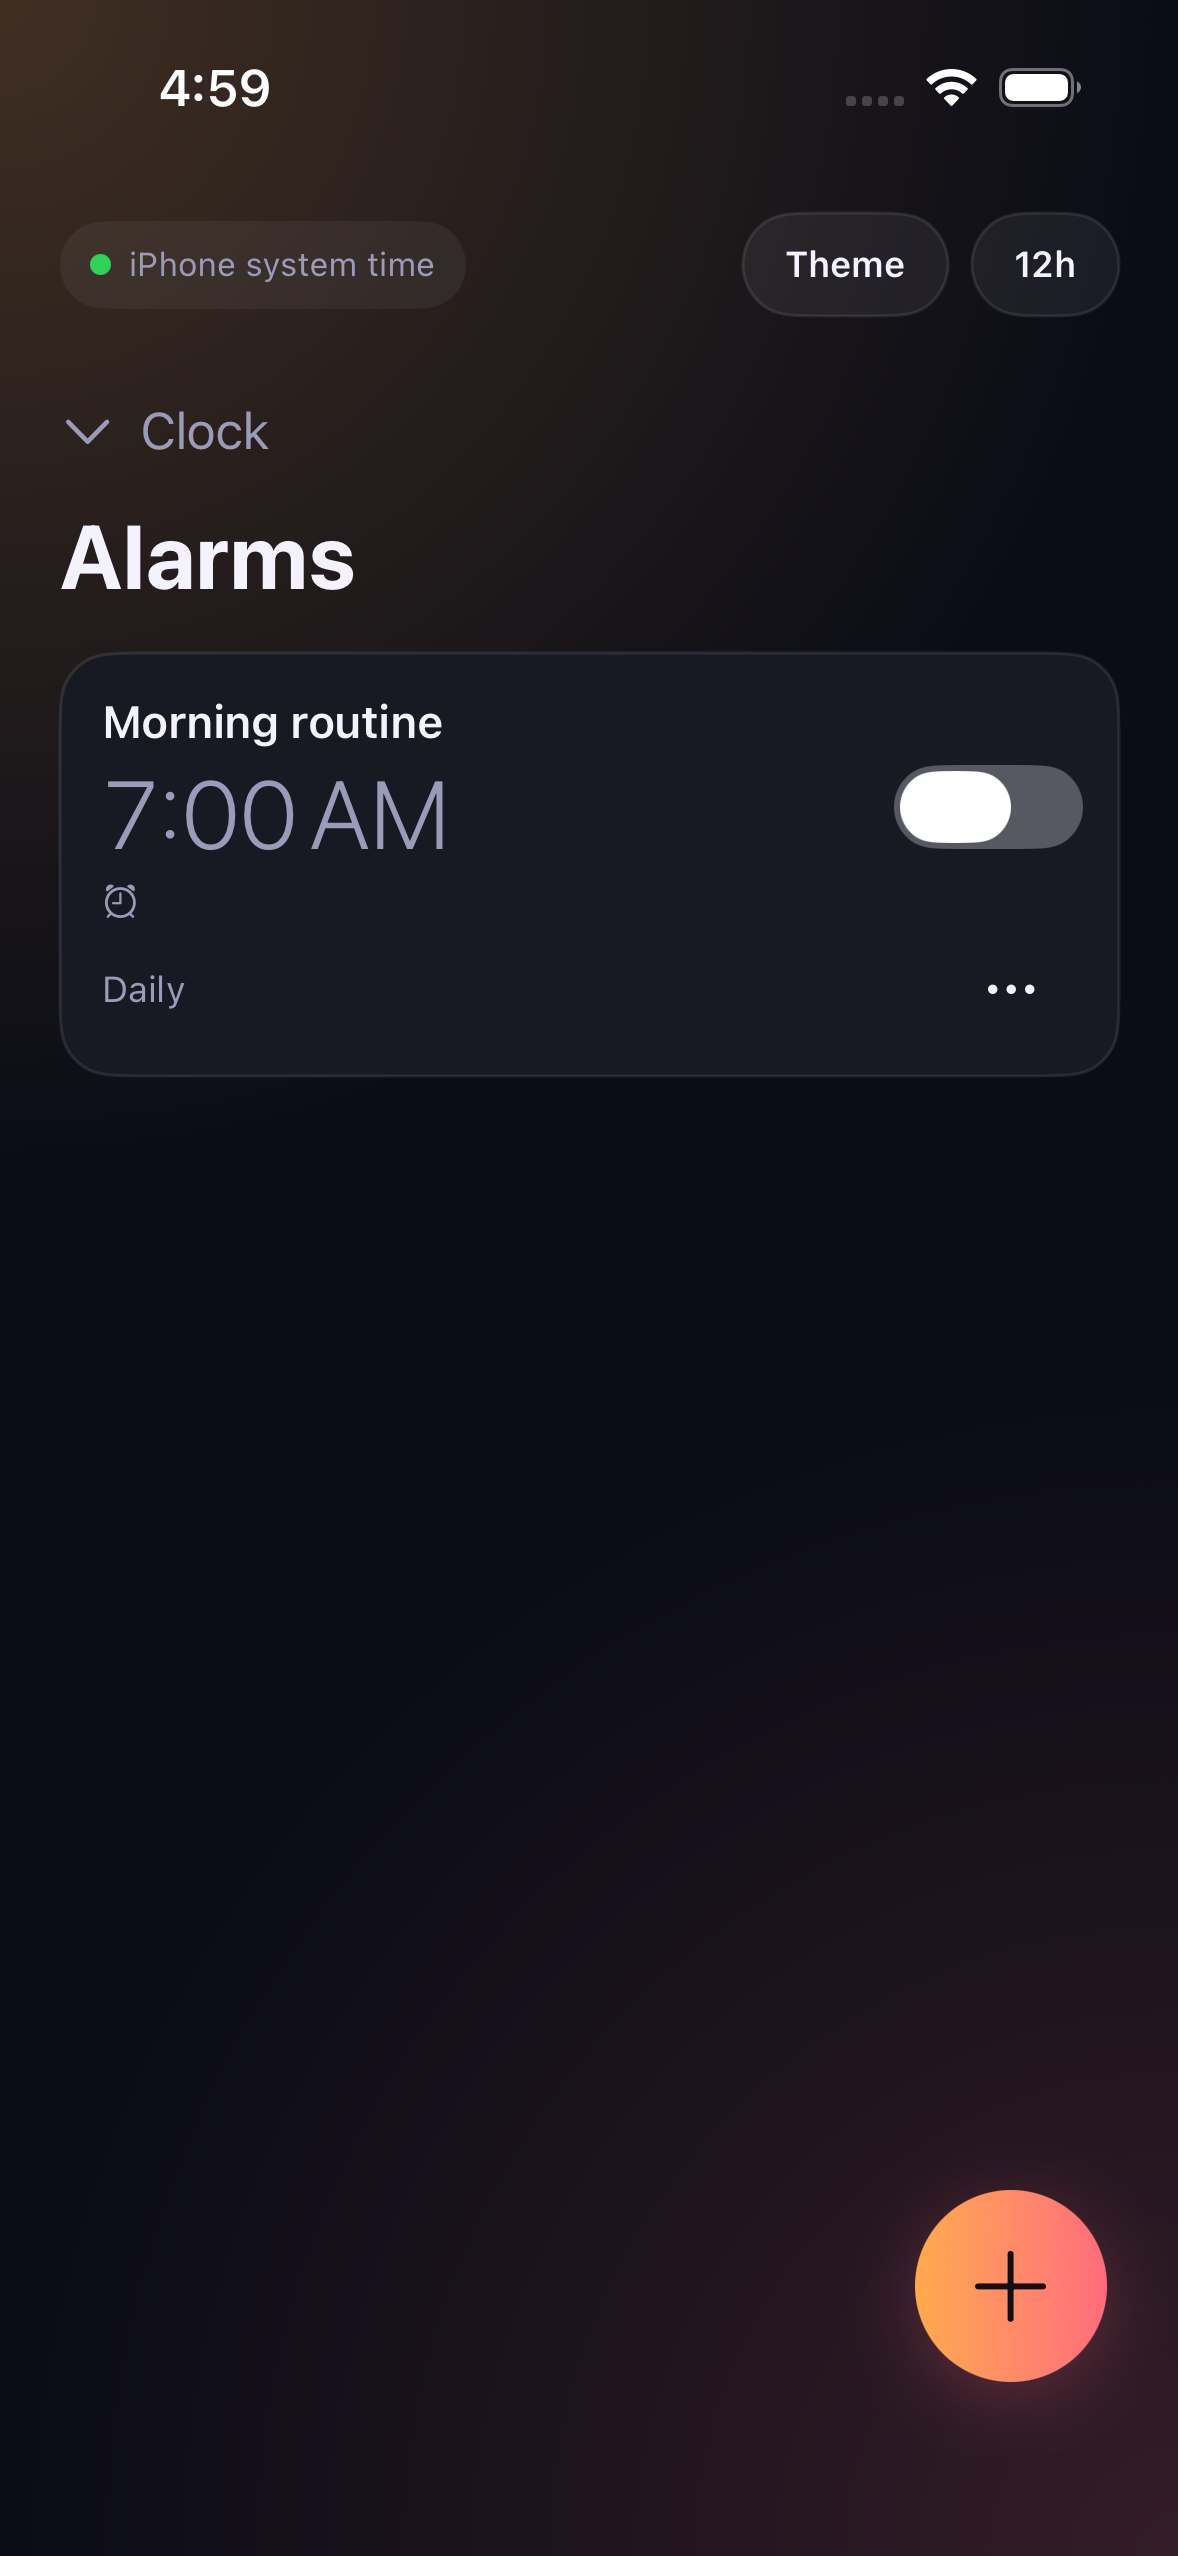 4:59
iPhone system time
Theme
12h
Clock
Alarms
Morning routine
7:00 AM
Daily